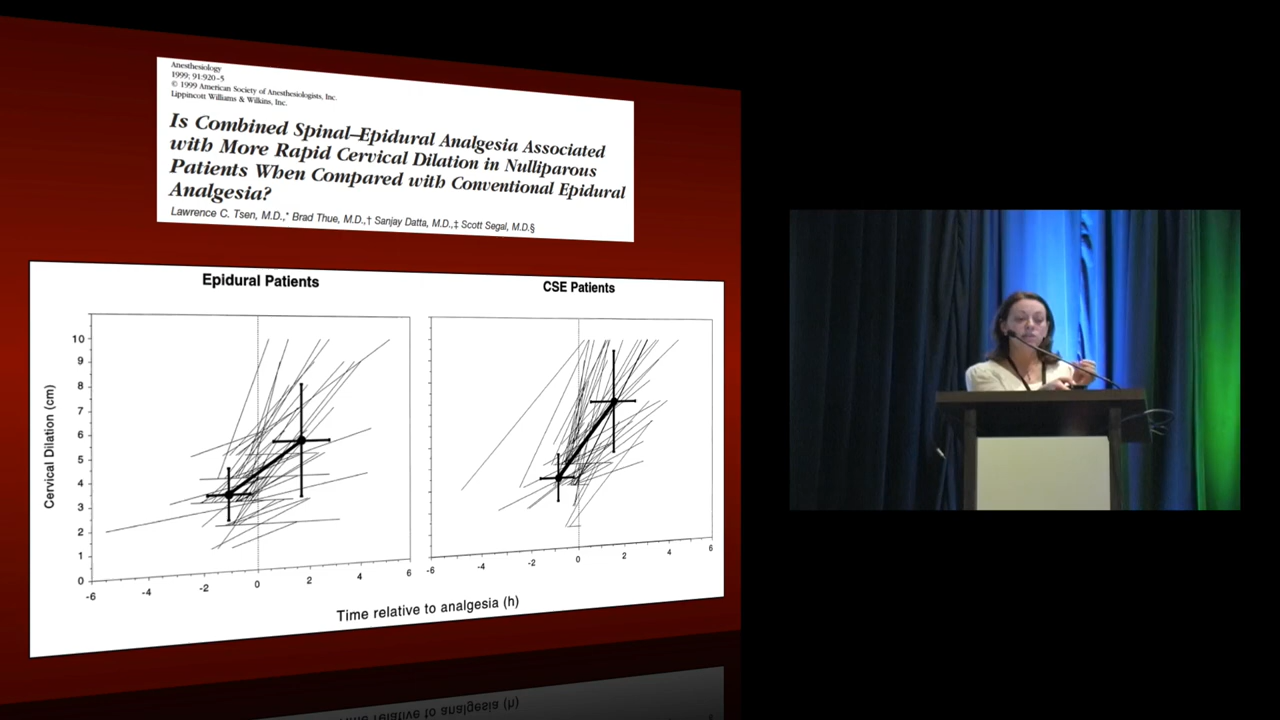 Anesthesiology
1999; 91:920–5
© 1999 American Society of Anesthesiologists, Inc.
Lippincott Williams & Wilkins, Inc.
Is Combined Spinal–Epidural Analgesia Associated
with More Rapid Cervical Dilation in Nulliparous
Patients When Compared with Conventional Epidural
Analgesia?
Lawrence C. Tsen, M.D.,* Brad Thue, M.D.,† Sanjay Datta, M.D.,‡ Scott Segal, M.D.§
Epidural Patients
CSE Patients
Cervical Dilation (cm)
10
9
8
7
6
5
4
3
2
1
0
-6 -4 -2 0 2 4 6
-6 -4 -2 0 2 4 6
Time relative to analgesia (h)
Time relative to analgesia (h)